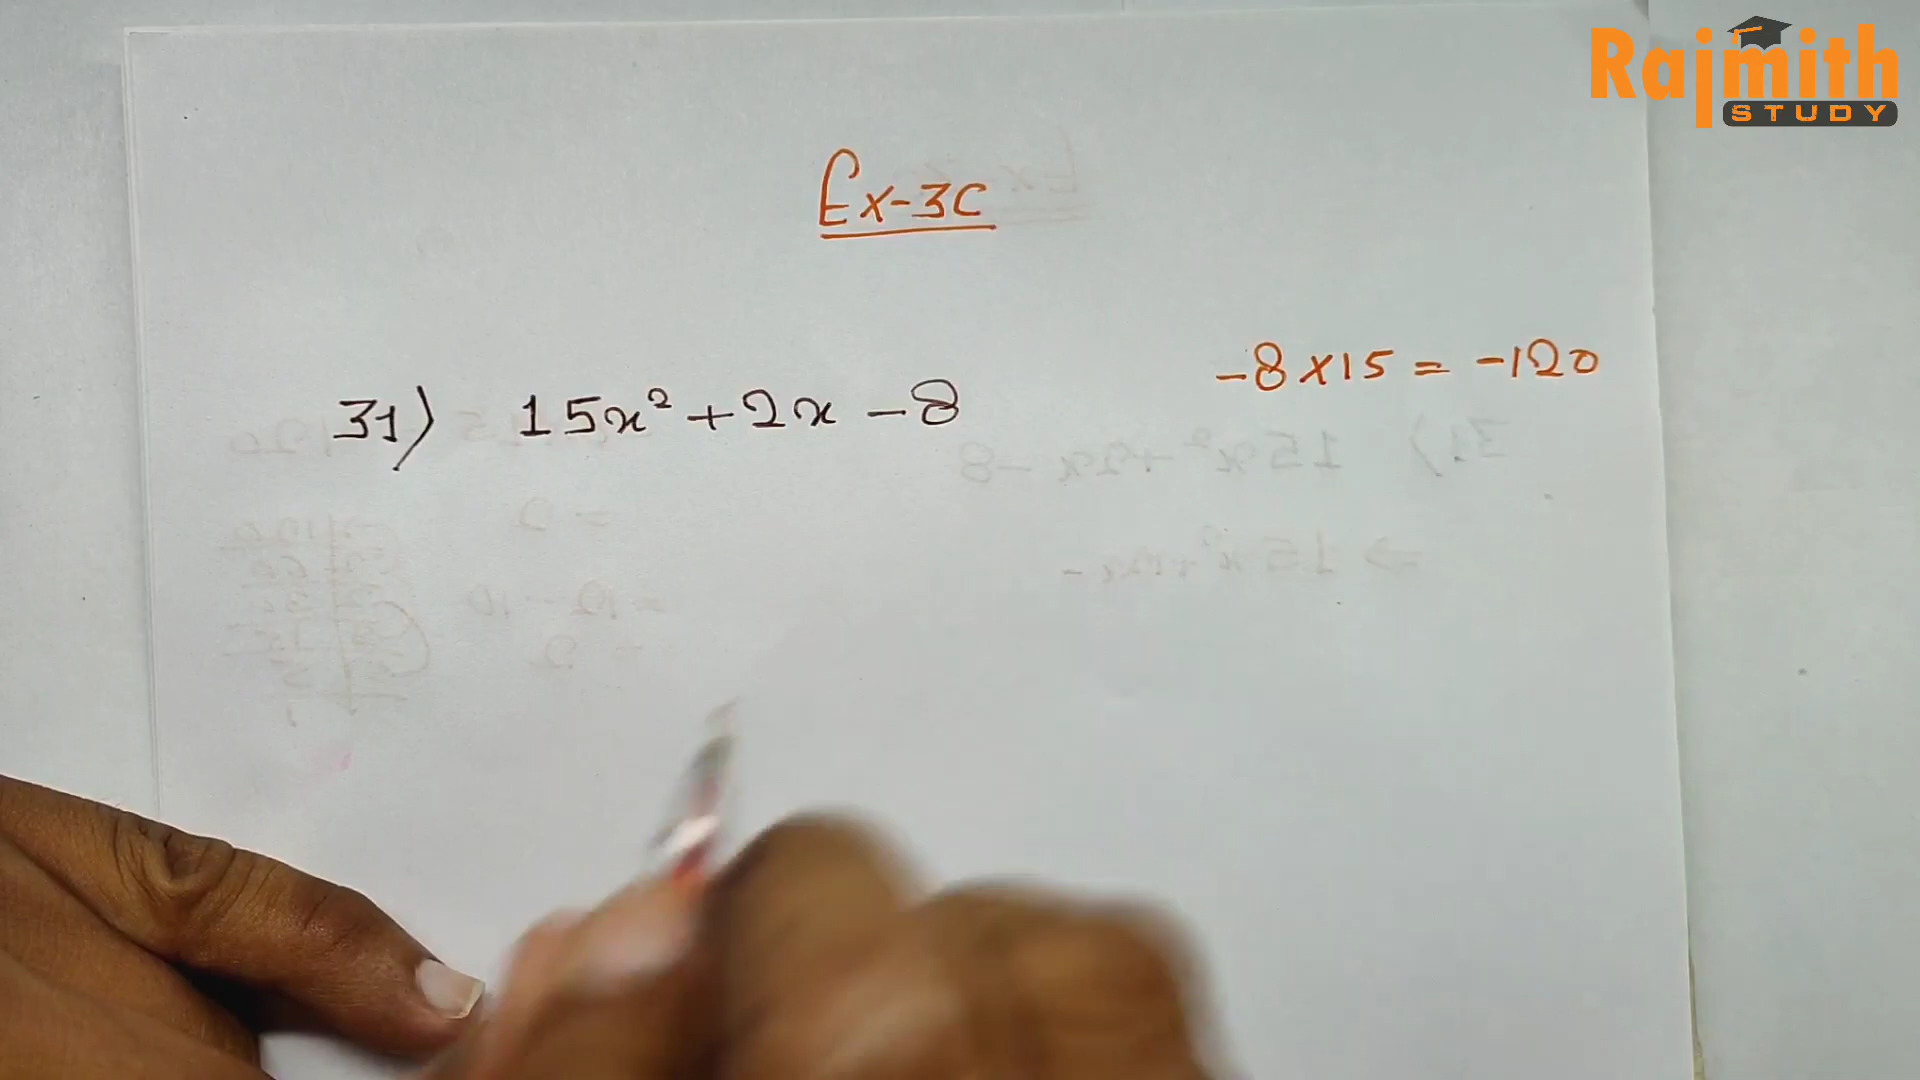 Rajmith
STUDY
Ex-3C
-8×15 = -120
31) 15x² + 2x - 8